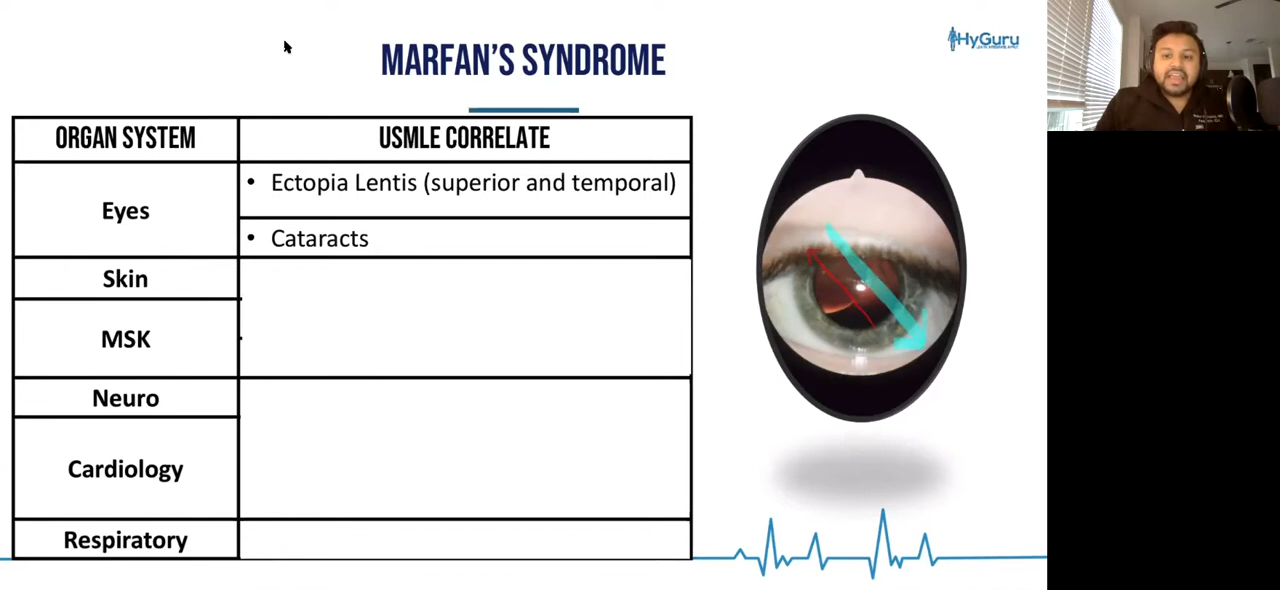 HyGuru
MARFAN'S SYNDROME
ORGAN SYSTEM
USMLE CORRELATE
Eyes
• Ectopia Lentis (superior and temporal)
• Cataracts
Skin
MSK
Neuro
Cardiology
Respiratory